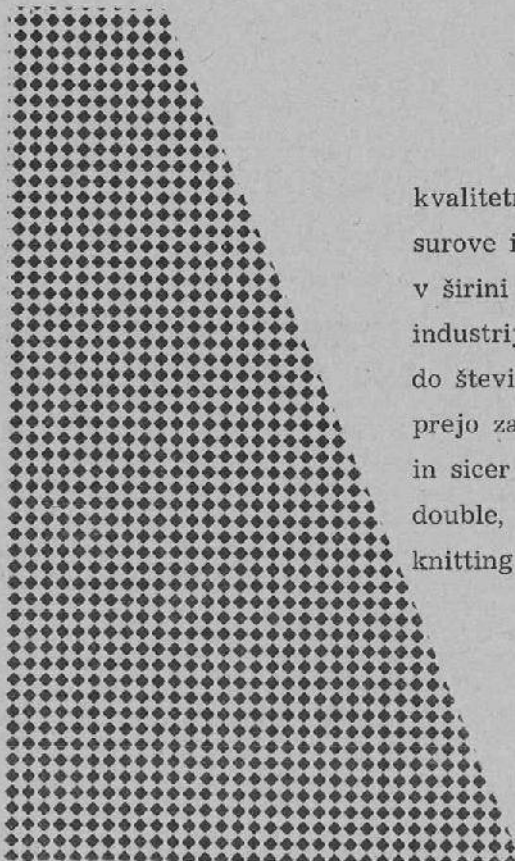 kvalitetn
surove i
v širini
industrij
do števi
prejo za
in sicer
double,
knitting